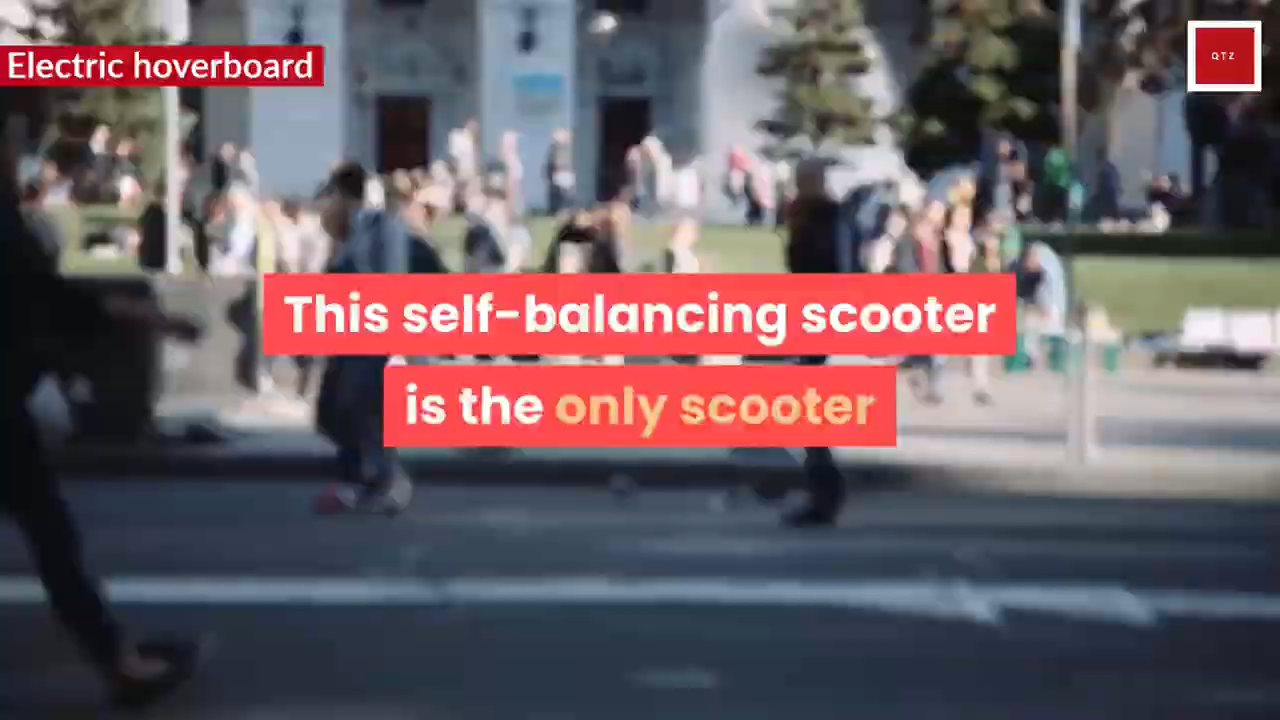 Electric hoverboard
QTZ
This self-balancing scooter
is the only scooter